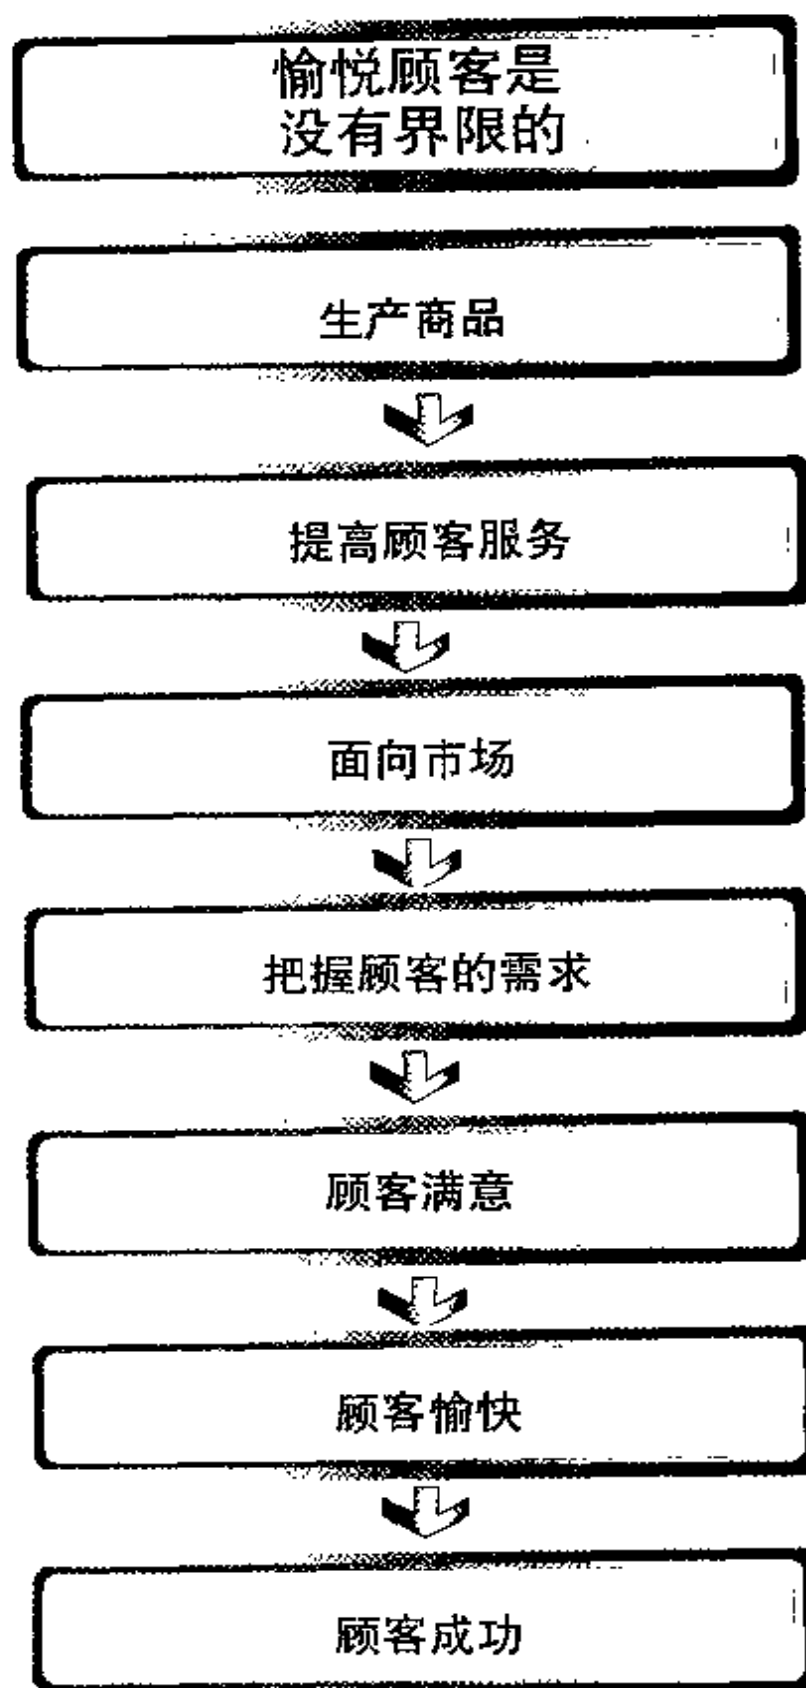 愉悦顾客是
没有界限的
生产商品
提高顾客服务
面向市场
把握顾客的需求
顾客满意
顾客愉快
顾客成功